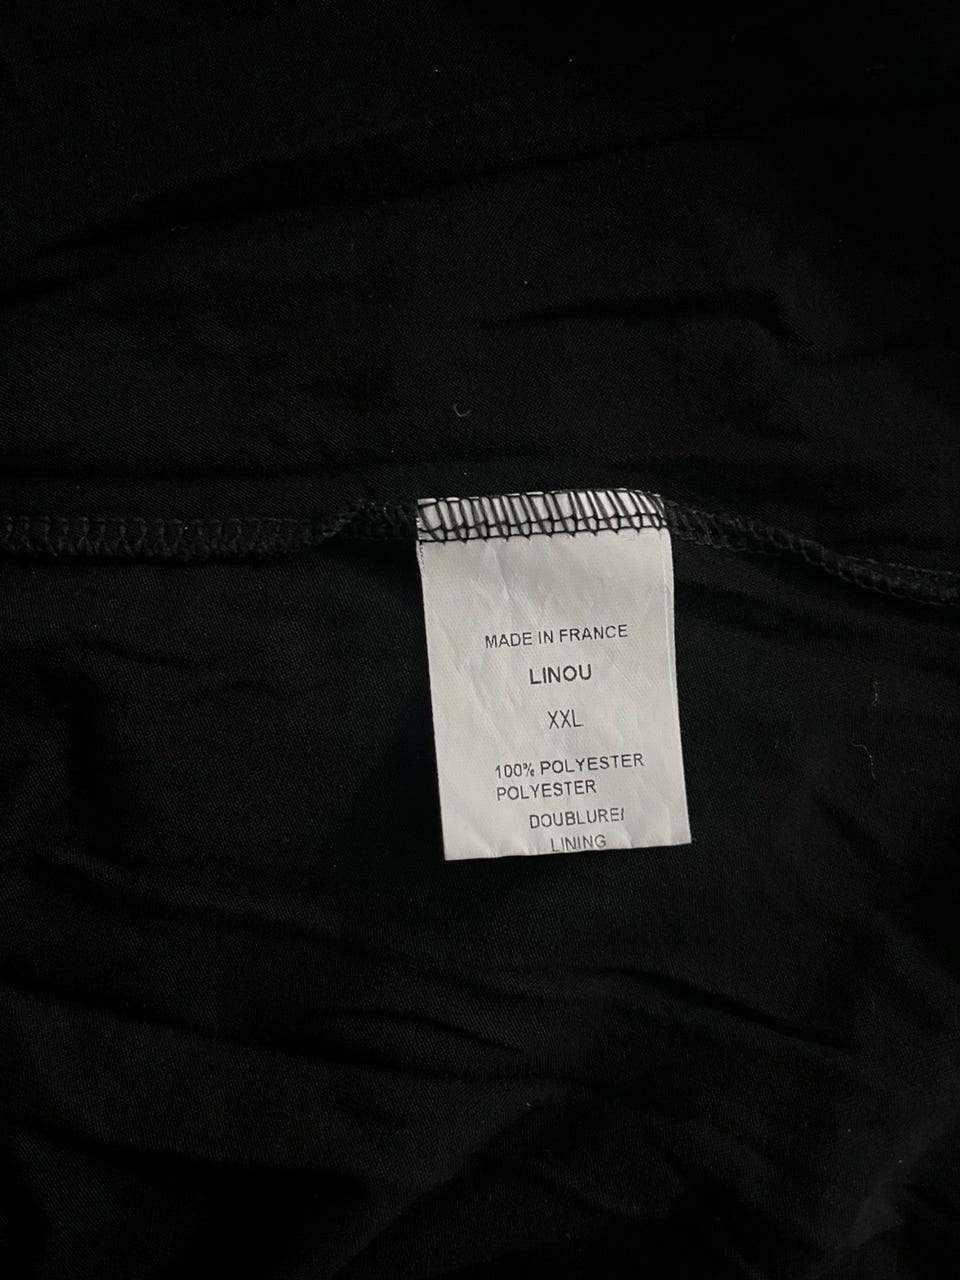 MADE IN FRANCE
LINOU
XXL
100% POLYESTER
POLYESTER
DOUBLURE/
LINING